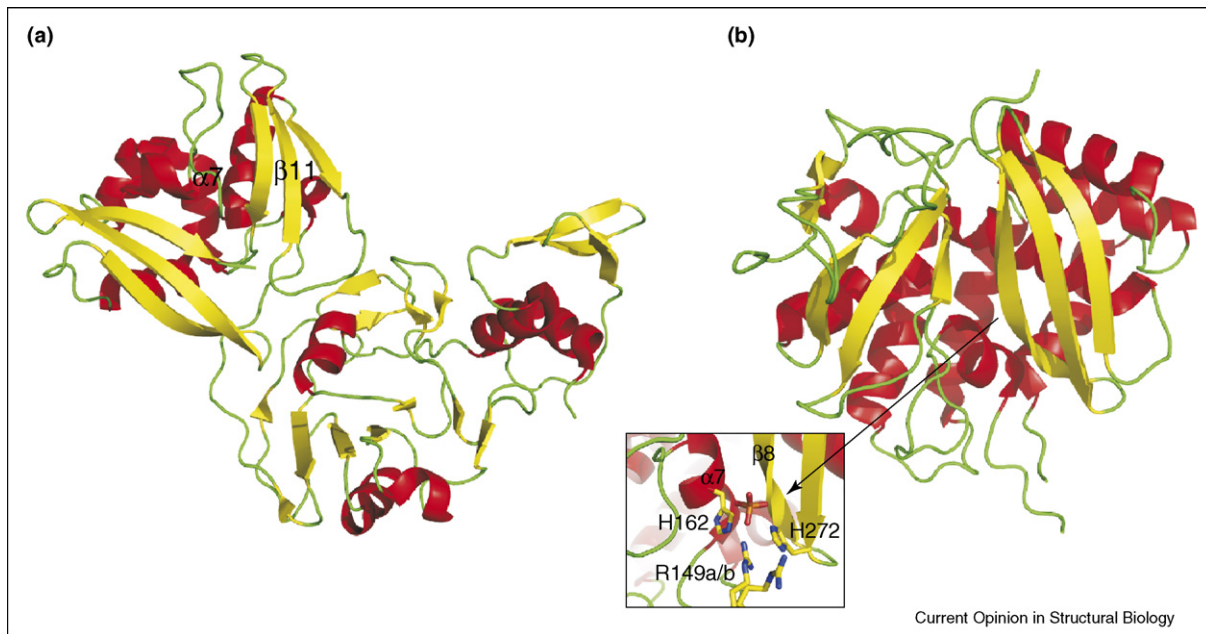 (a)
(b)
α7
β11
β8
α7
H162
H272
R149a/b
Current Opinion in Structural Biology